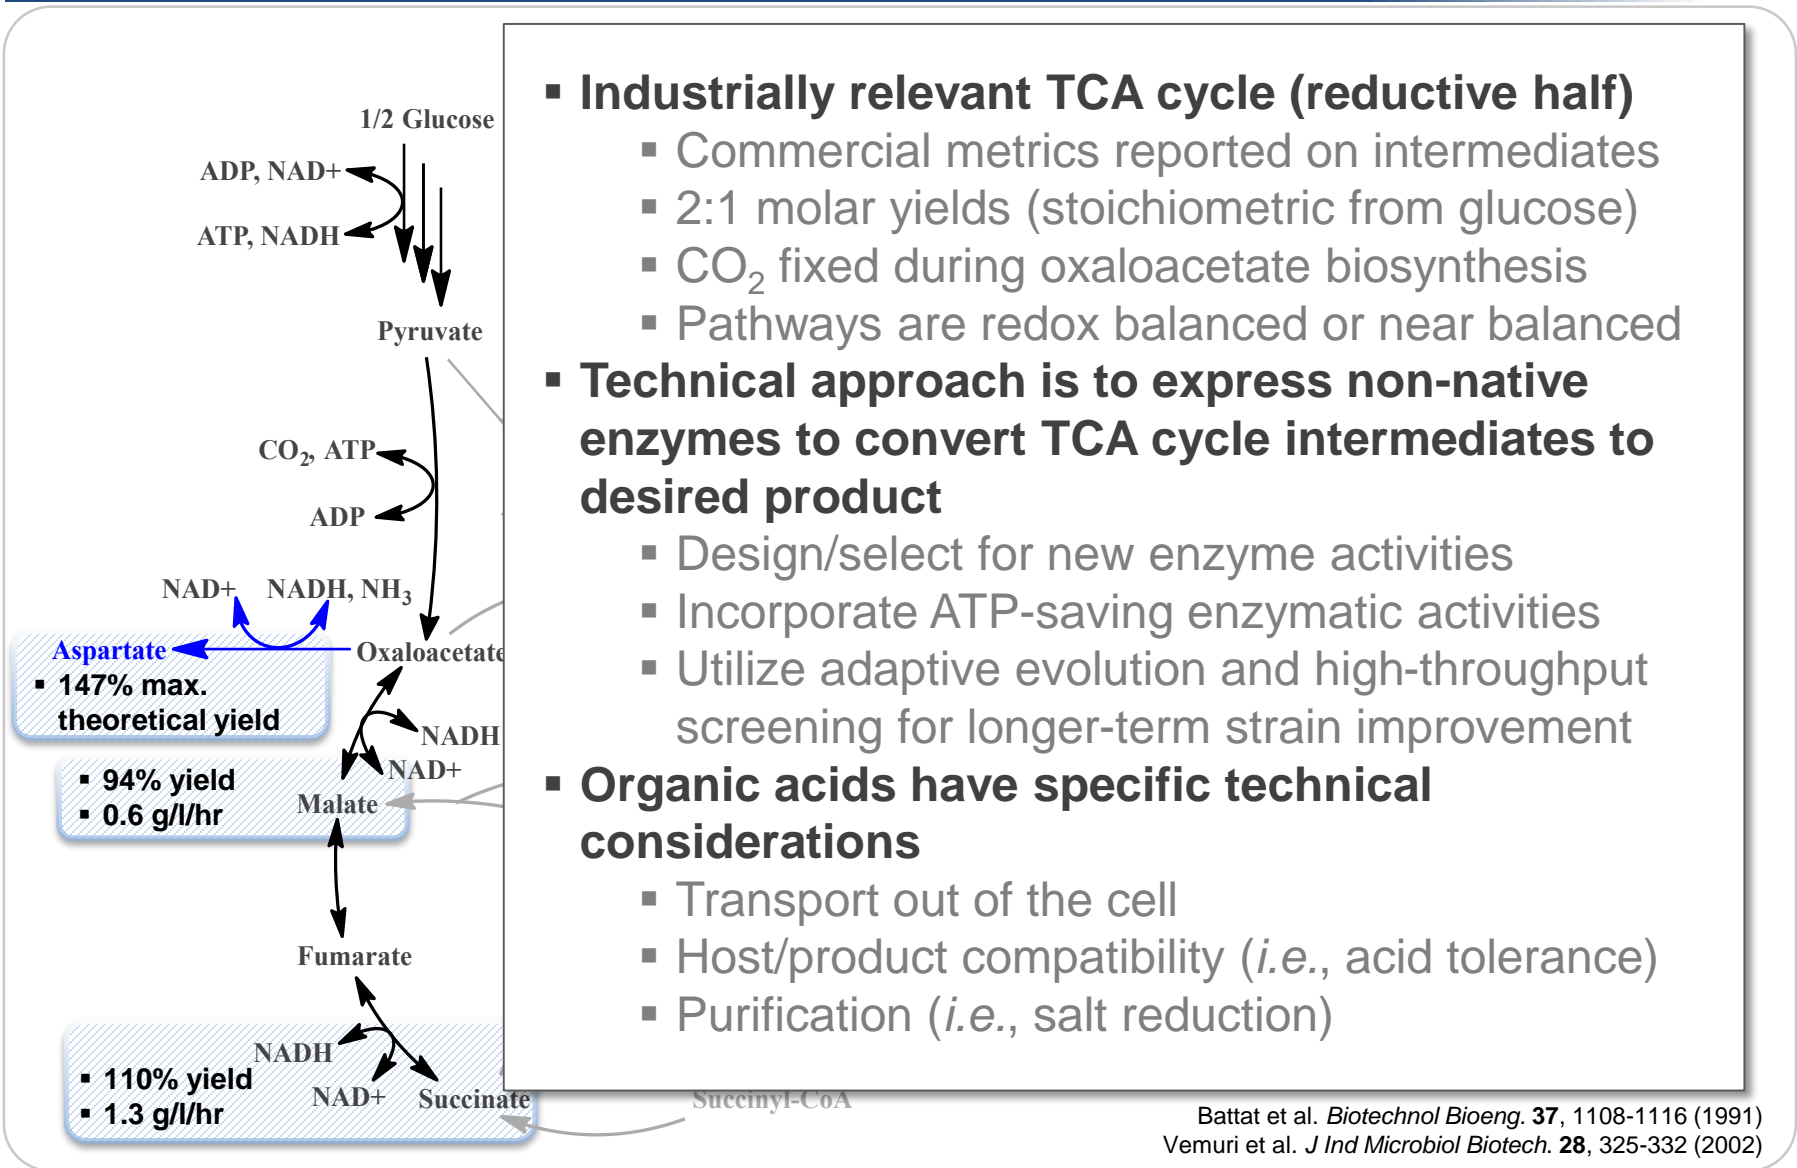 1/2 Glucose
ADP, NAD+
ATP, NADH
Pyruvate
CO₂, ATP
ADP
NAD+ NADH, NH₃
Aspartate
Oxaloacetate
▪ 147% max.
theoretical yield
NADH
NAD+
▪ 94% yield
▪ 0.6 g/l/hr
Malate
Fumarate
NADH
NAD+
Succinate
▪ 110% yield
▪ 1.3 g/l/hr
Succinyl-CoA
▪ Industrially relevant TCA cycle (reductive half)
▪ Commercial metrics reported on intermediates
▪ 2:1 molar yields (stoichiometric from glucose)
▪ CO₂ fixed during oxaloacetate biosynthesis
▪ Pathways are redox balanced or near balanced
▪ Technical approach is to express non-native
enzymes to convert TCA cycle intermediates to
desired product
▪ Design/select for new enzyme activities
▪ Incorporate ATP-saving enzymatic activities
▪ Utilize adaptive evolution and high-throughput
screening for longer-term strain improvement
▪ Organic acids have specific technical
considerations
▪ Transport out of the cell
▪ Host/product compatibility (i.e., acid tolerance)
▪ Purification (i.e., salt reduction)
Battat et al. Biotechnol Bioeng. 37, 1108-1116 (1991)
Vemuri et al. J Ind Microbiol Biotech. 28, 325-332 (2002)